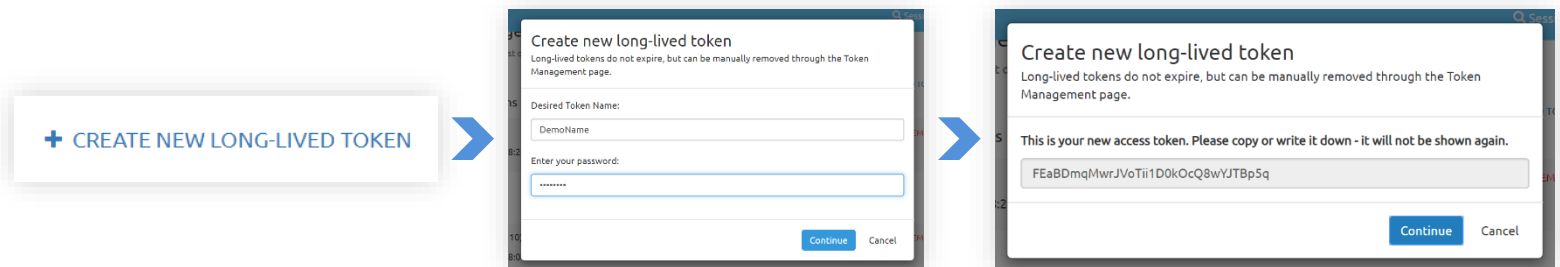 + CREATE NEW LONG-LIVED TOKEN
Create new long-lived token
Long-lived tokens do not expire, but can be manually removed through the Token
Management page.
Desired Token Name:
DemoName
Enter your password:
••••••••
Continue Cancel
Create new long-lived token
Long-lived tokens do not expire, but can be manually removed through the Token
Management page.
This is your new access token. Please copy or write it down - it will not be shown again.
FEaBDmqMwrJVoTii1D0kOcQ8wYJTBp5q
Continue Cancel